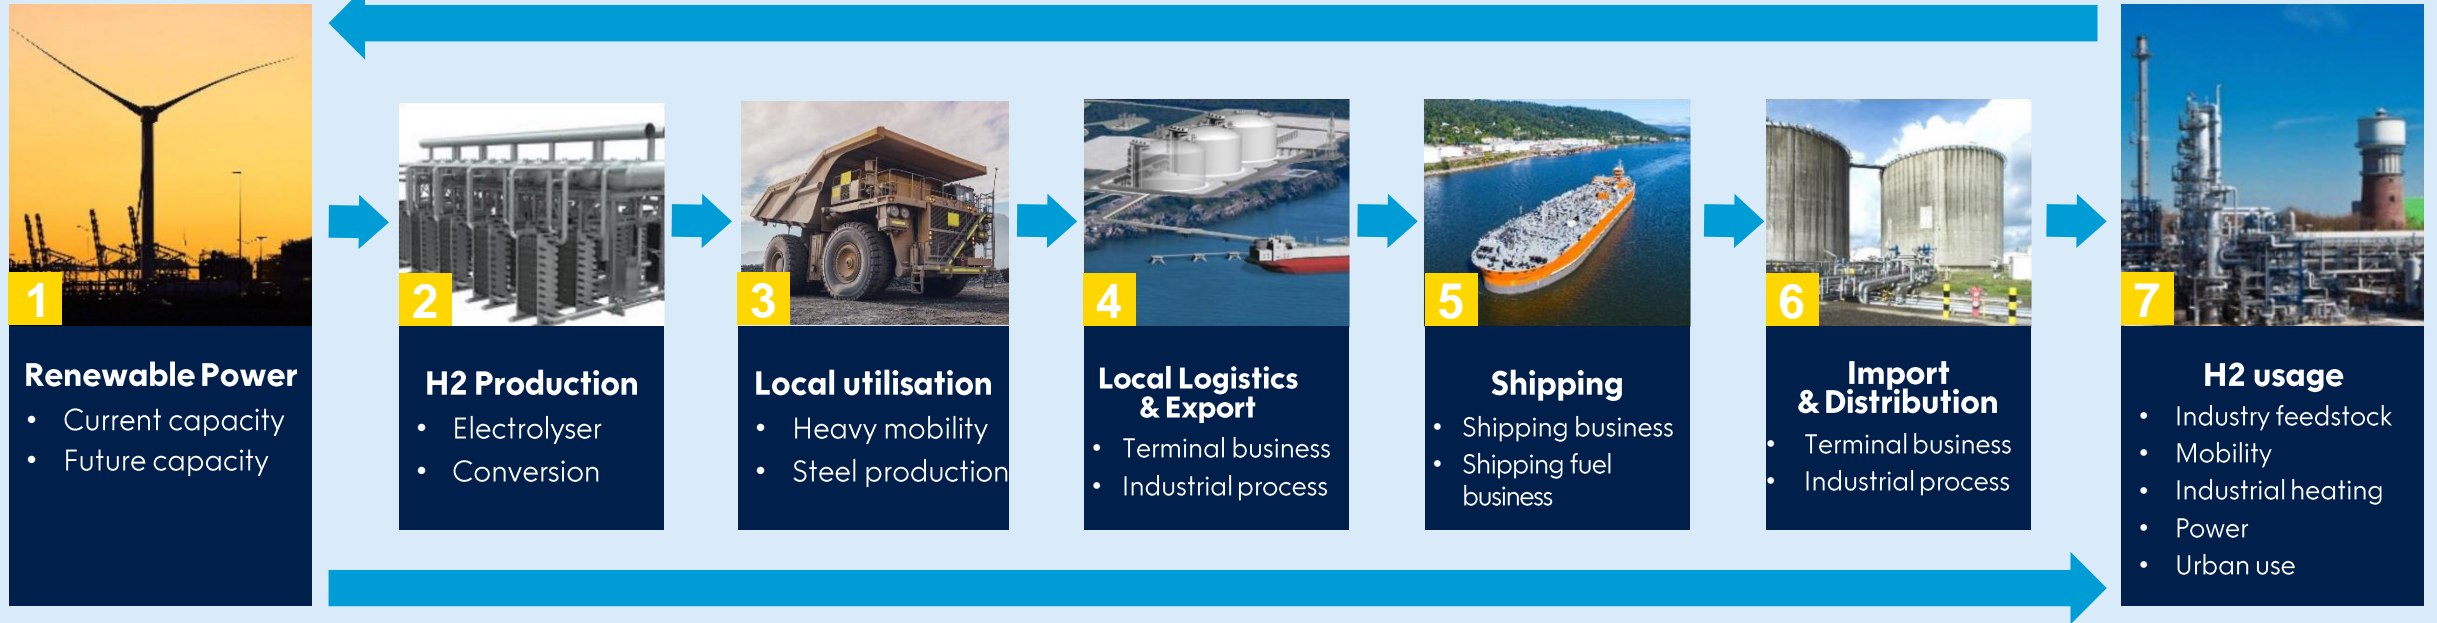 1
Renewable Power
• Current capacity
• Future capacity
2
H2 Production
• Electrolyser
• Conversion
3
Local utilisation
• Heavy mobility
• Steel production
4
Local Logistics
& Export
• Terminal business
• Industrial process
5
Shipping
• Shipping business
• Shipping fuel
business
6
Import
& Distribution
• Terminal business
• Industrial process
7
H2 usage
• Industry feedstock
• Mobility
• Industrial heating
• Power
• Urban use